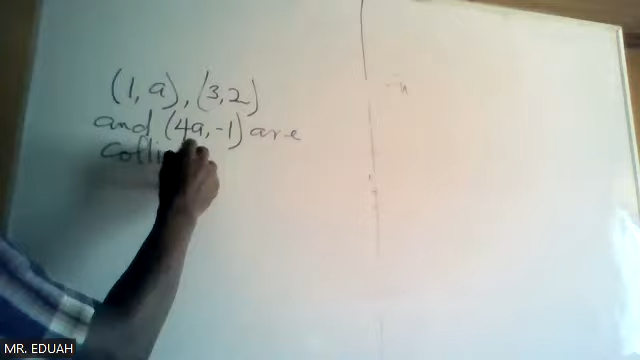 (1, a), (3, 2)
and (4a, -1) are
MR. EDUAH